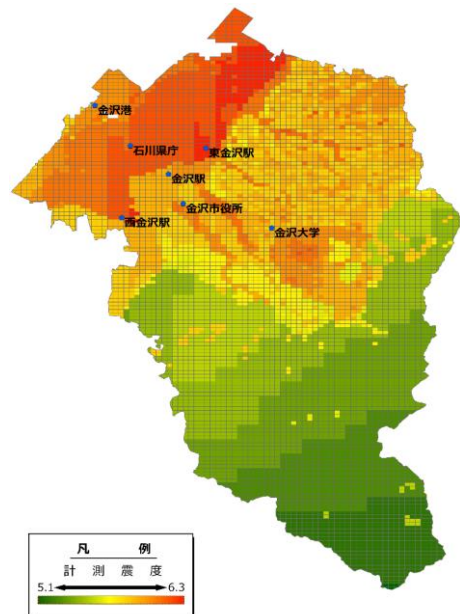 金沢港
石川県庁
東金沢駅
金沢駅
金沢市役所
西金沢駅
金沢大学
凡 例
計 測 震 度
5.1 6.3